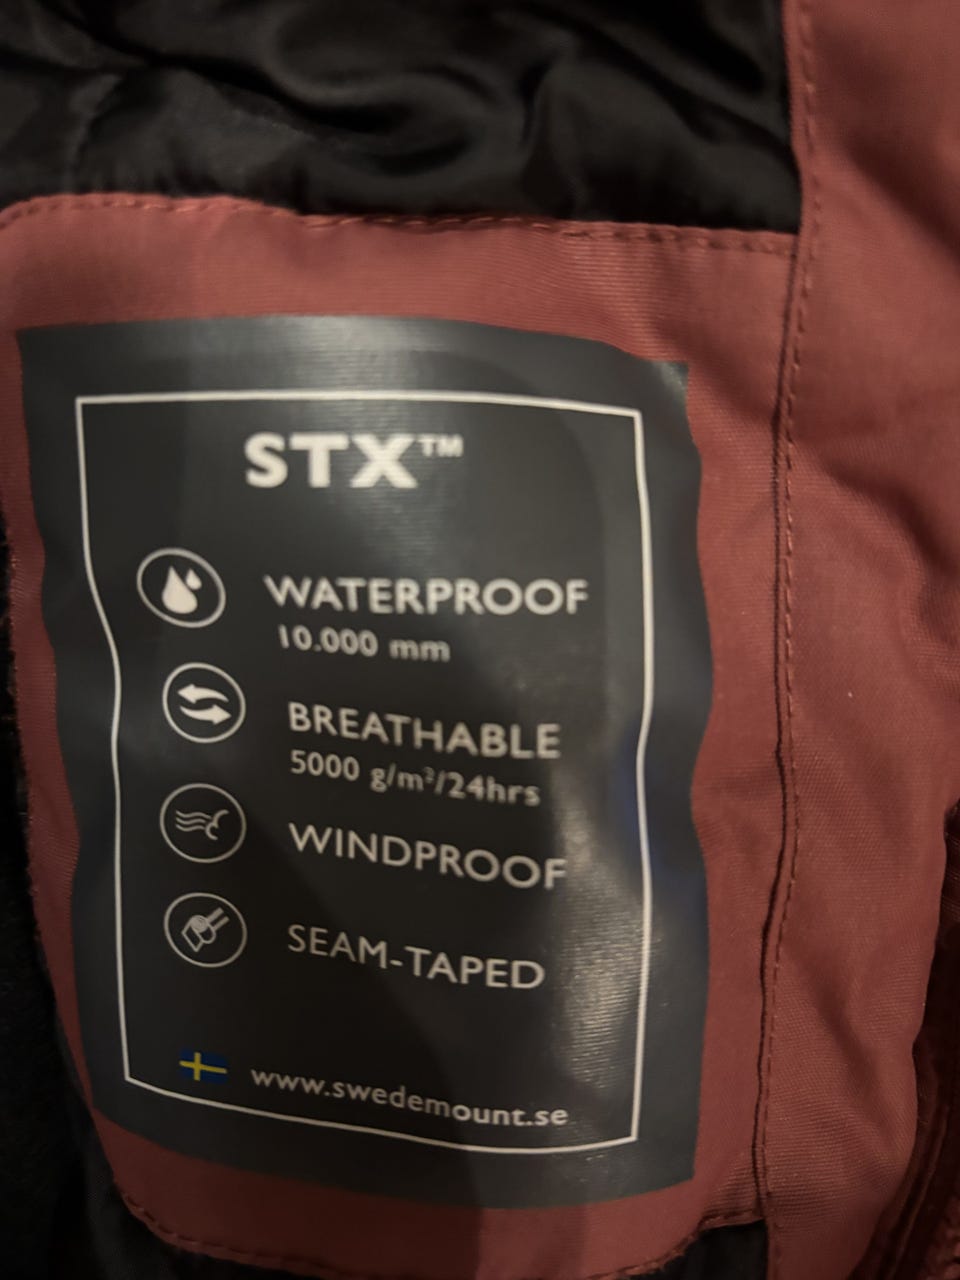 STX™
WATERPROOF
10.000 mm
BREATHABLE
5000 g/m²/24hrs
WINDPROOF
SEAM-TAPED
www.swedemount.se